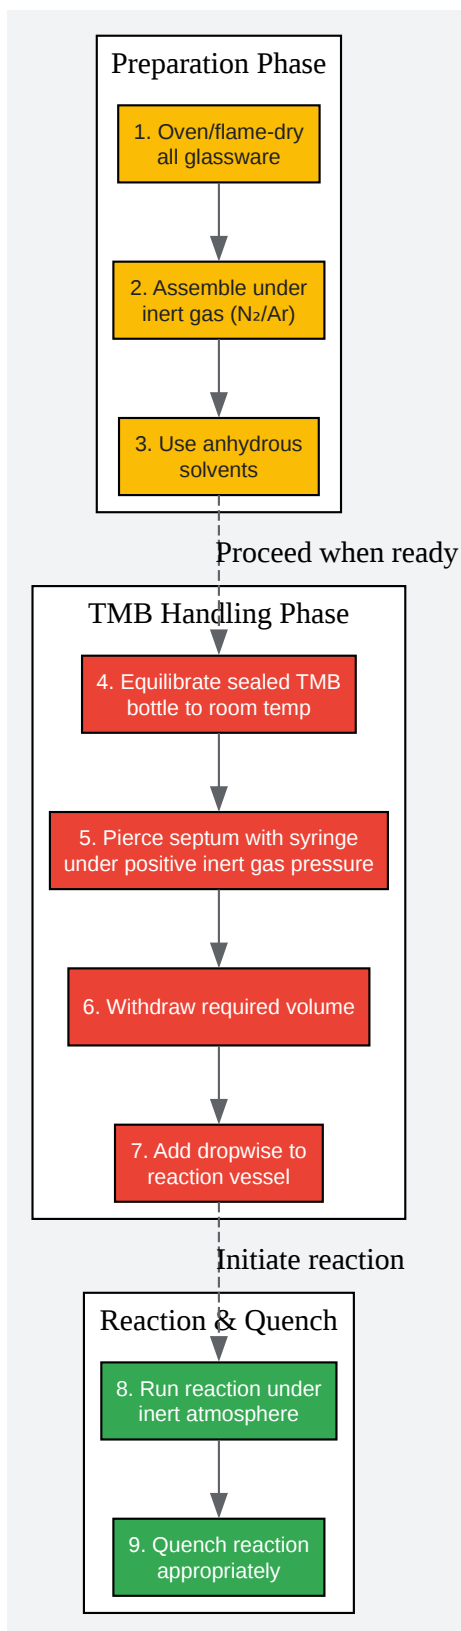 Preparation Phase
1. Oven/flame-dry
all glassware
2. Assemble under
inert gas (N₂/Ar)
3. Use anhydrous
solvents
Proceed when ready
TMB Handling Phase
4. Equilibrate sealed TMB
bottle to room temp
5. Pierce septum with syringe
under positive inert gas pressure
6. Withdraw required volume
7. Add dropwise to
reaction vessel
Initiate reaction
Reaction & Quench
8. Run reaction under
inert atmosphere
9. Quench reaction
appropriately